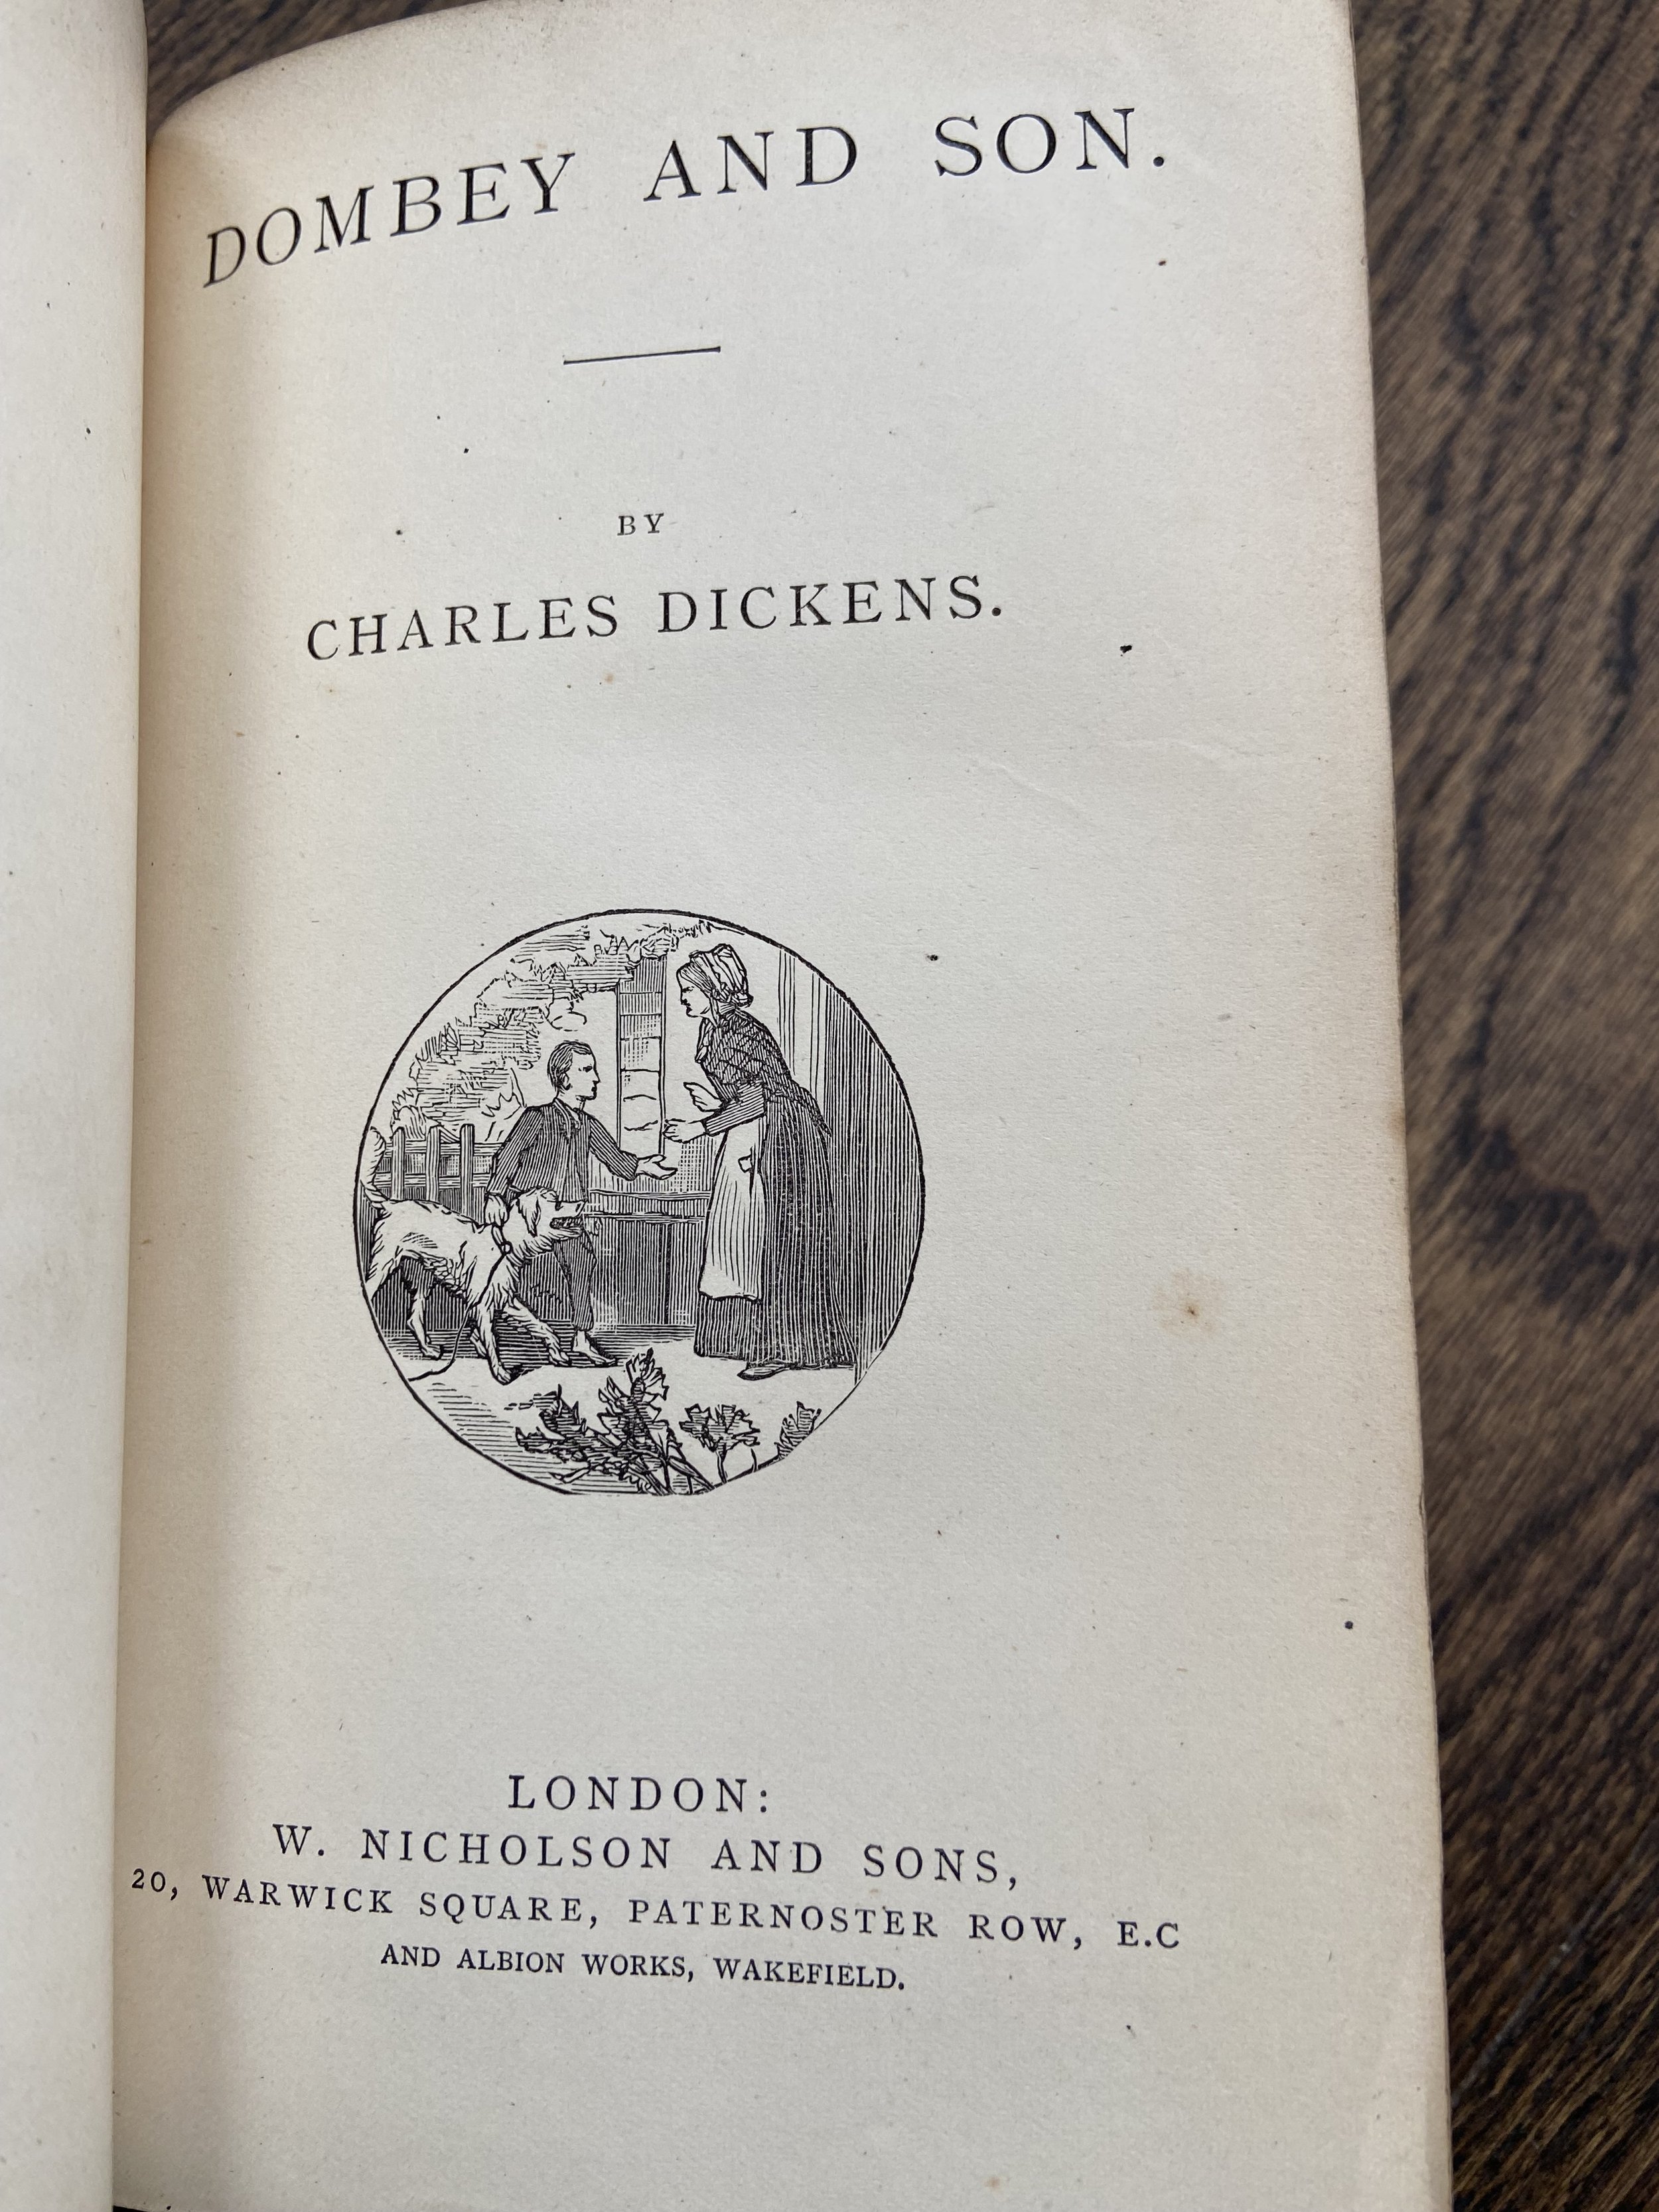 DOMBEY AND SON.
BY
CHARLES DICKENS.
LONDON:
W. NICHOLSON AND SONS,
20, WARWICK SQUARE, PATERNOSTER ROW, E.C
AND ALBION WORKS, WAKEFIELD.